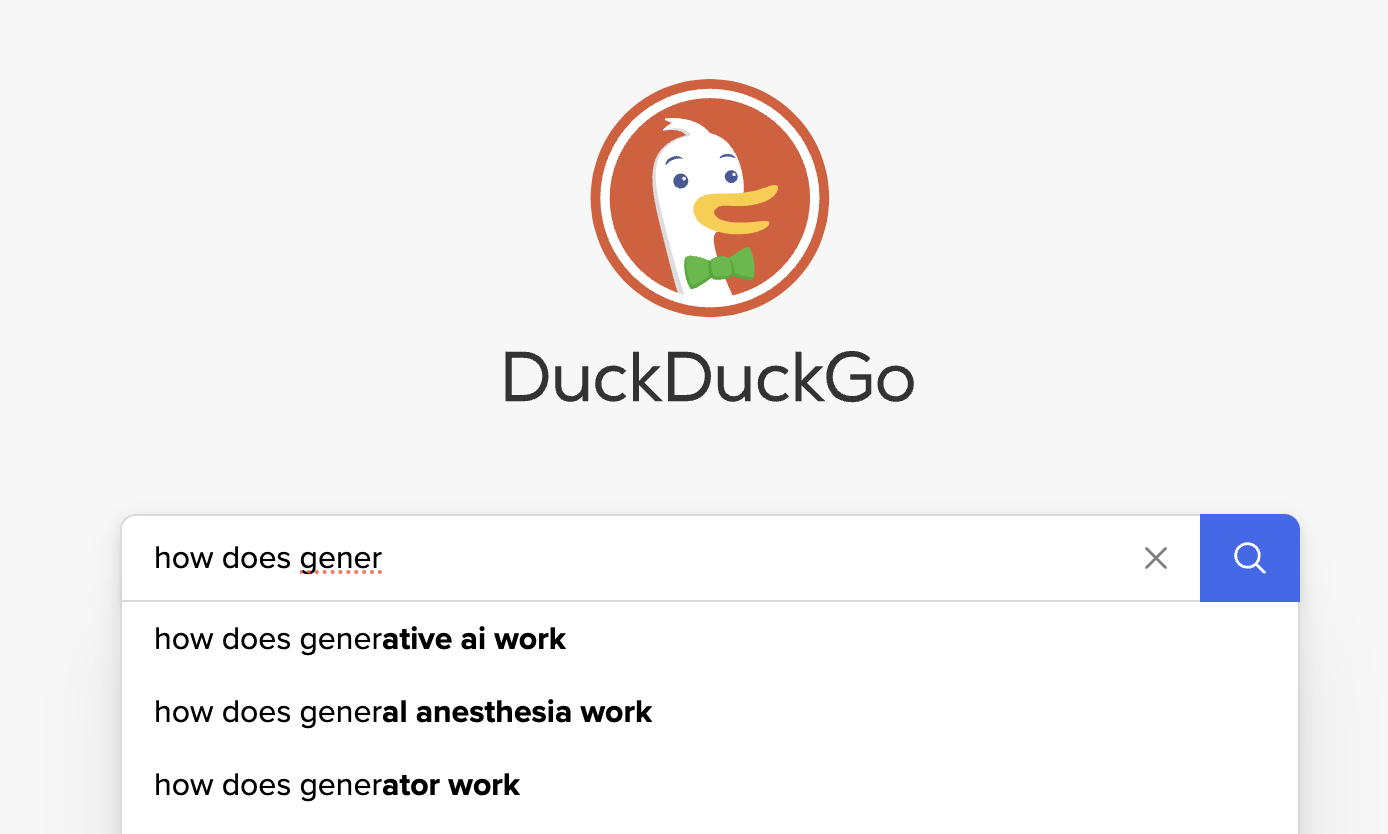 DuckDuckGo
how does gener
how does generative ai work
how does general anesthesia work
how does generator work